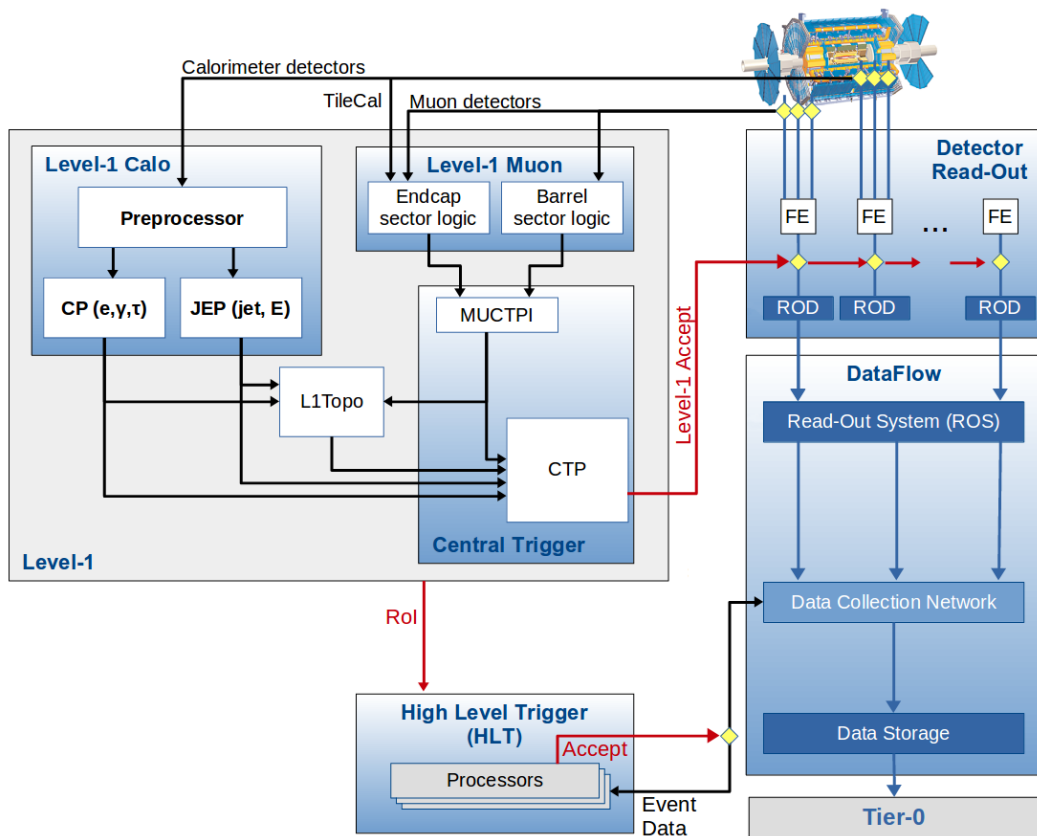 Calorimeter detectors
TileCal
Muon detectors
Level-1 Calo
Preprocessor
CP (e,γ,τ)
JEP (jet, E)
Level-1 Muon
Endcap
sector logic
Barrel
sector logic
MUCTPI
L1Topo
CTP
Central Trigger
Level-1
Level-1 Accept
Detector
Read-Out
FE
FE
...
FE
ROD
ROD
ROD
DataFlow
Read-Out System (ROS)
Data Collection Network
Data Storage
Tier-0
RoI
High Level Trigger
(HLT)
Accept
Processors
Event
Data